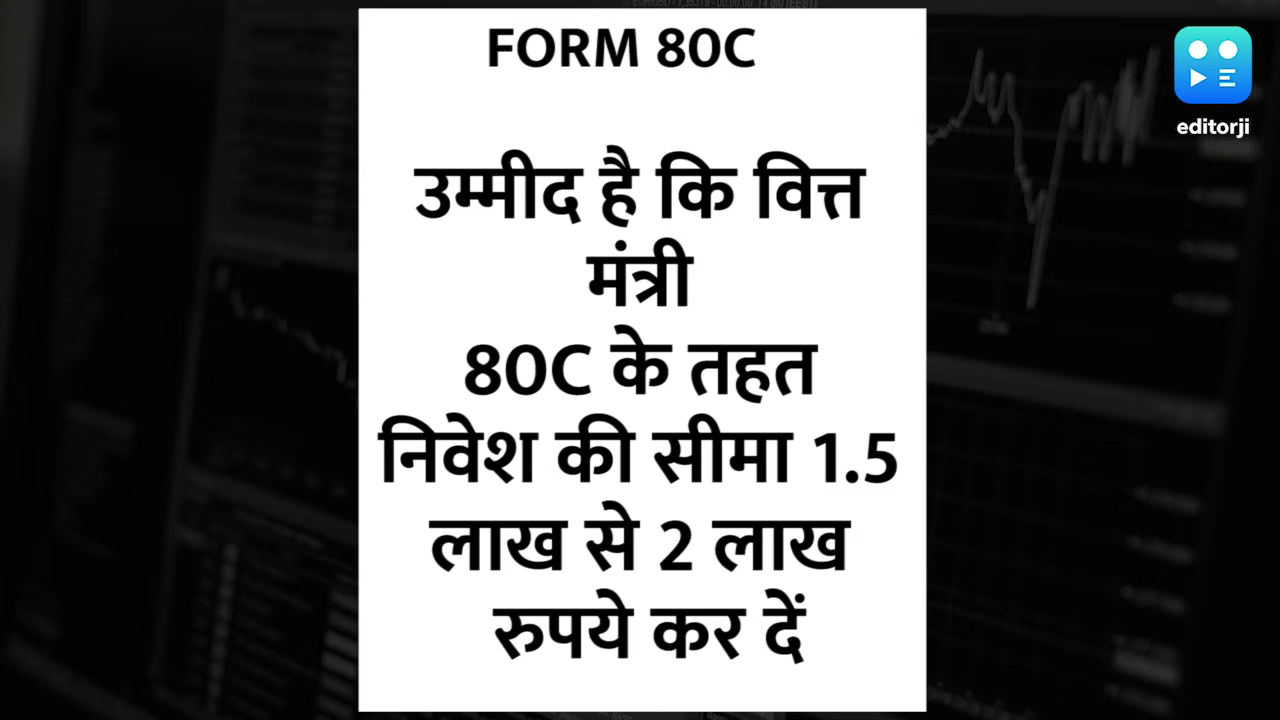 FORM 80C
editorji
उम्मीद है कि वित्त
मंत्री
80C के तहत
निवेश की सीमा 1.5
लाख से 2 लाख
रुपये कर दें